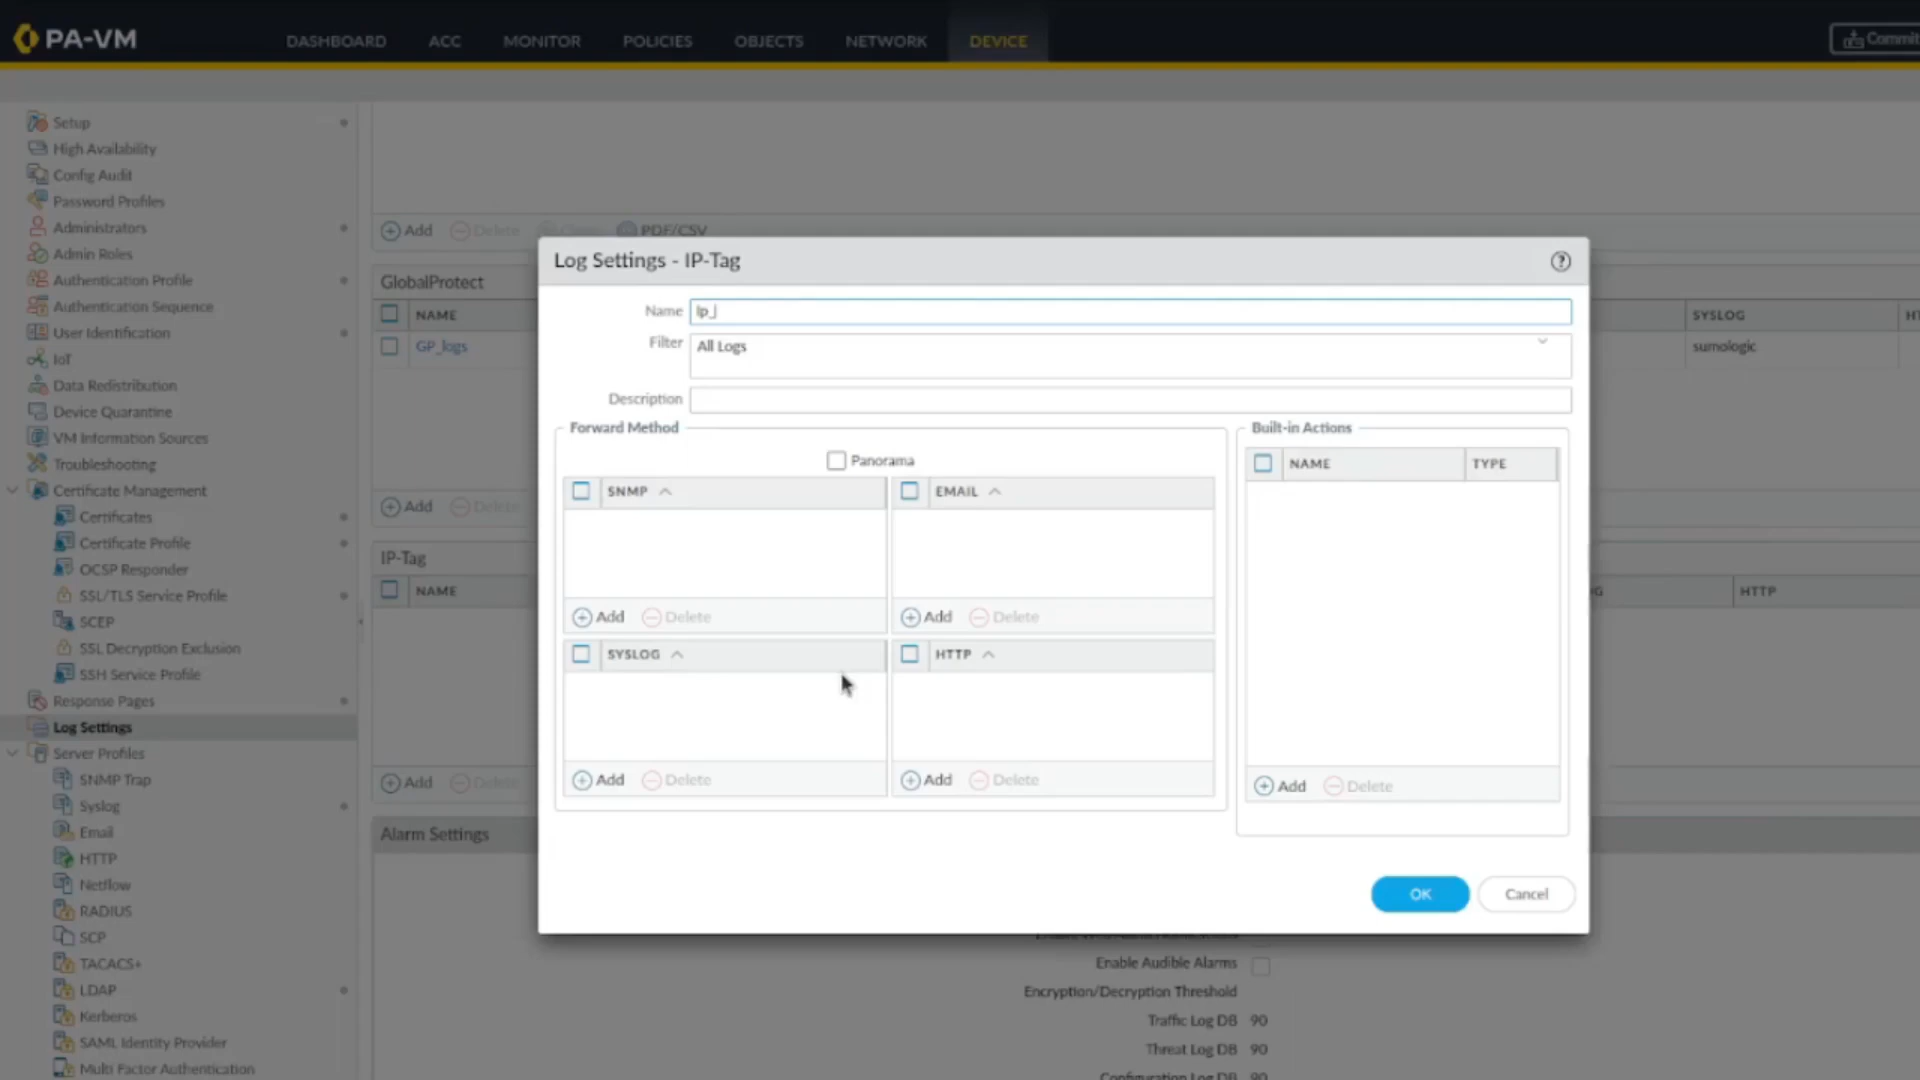 PA-VM
DASHBOARD
ACC
MONITOR
POLICIES
OBJECTS
NETWORK
DEVICE
Commit
Setup
High Availability
Config Audit
Password Profiles
Administrators
Admin Roles
Authentication Profile
Authentication Sequence
User Identification
IoT
Data Redistribution
Device Quarantine
VM Information Sources
Troubleshooting
Certificate Management
Certificates
Certificate Profile
OCSP Responder
SSL/TLS Service Profile
SCEP
SSL Decryption Exclusion
SSH Service Profile
Response Pages
Log Settings
Server Profiles
SNMP Trap
Syslog
Email
HTTP
Netflow
RADIUS
SCP
TACACS+
LDAP
Kerberos
SAML Identity Provider
Multi Factor Authentication
Add
Delete
PDF/CSV
GlobalProtect
NAME
SYSLOG
GP_logs
sumologic
Add
Delete
IP-Tag
NAME
HTTP
Add
Delete
Alarm Settings
Log Settings - IP-Tag
Name
Filter
All Logs
Description
Forward Method
Panorama
SNMP
EMAIL
Add
Delete
Add
Delete
SYSLOG
HTTP
Add
Delete
Add
Delete
Built-in Actions
NAME
TYPE
Add
Delete
OK
Cancel
Enable Audible Alarms
Encryption/Decryption Threshold
Traffic Log DB 90
Threat Log DB 90
Configuration Log DB 90